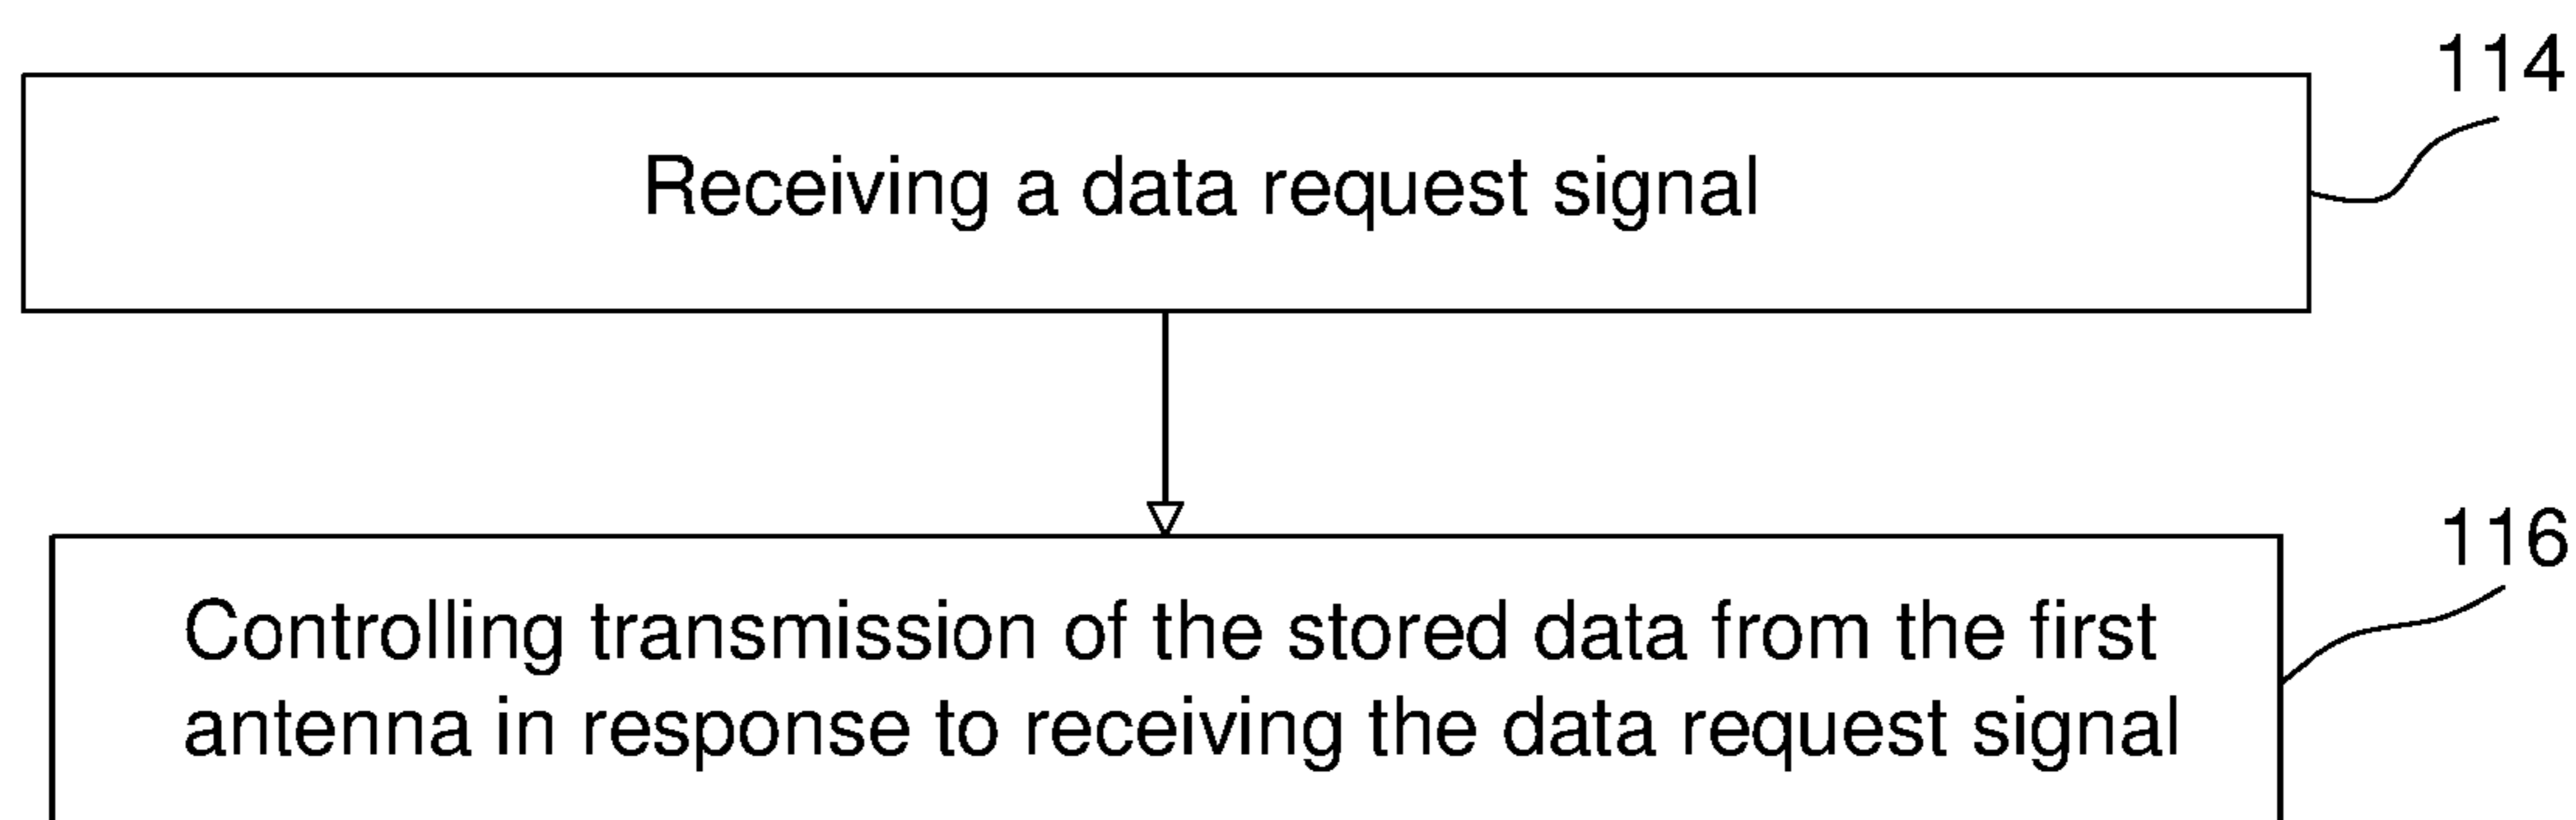 114
Receiving a data request signal
116
Controlling transmission of the stored data from the first
antenna in response to receiving the data request signal